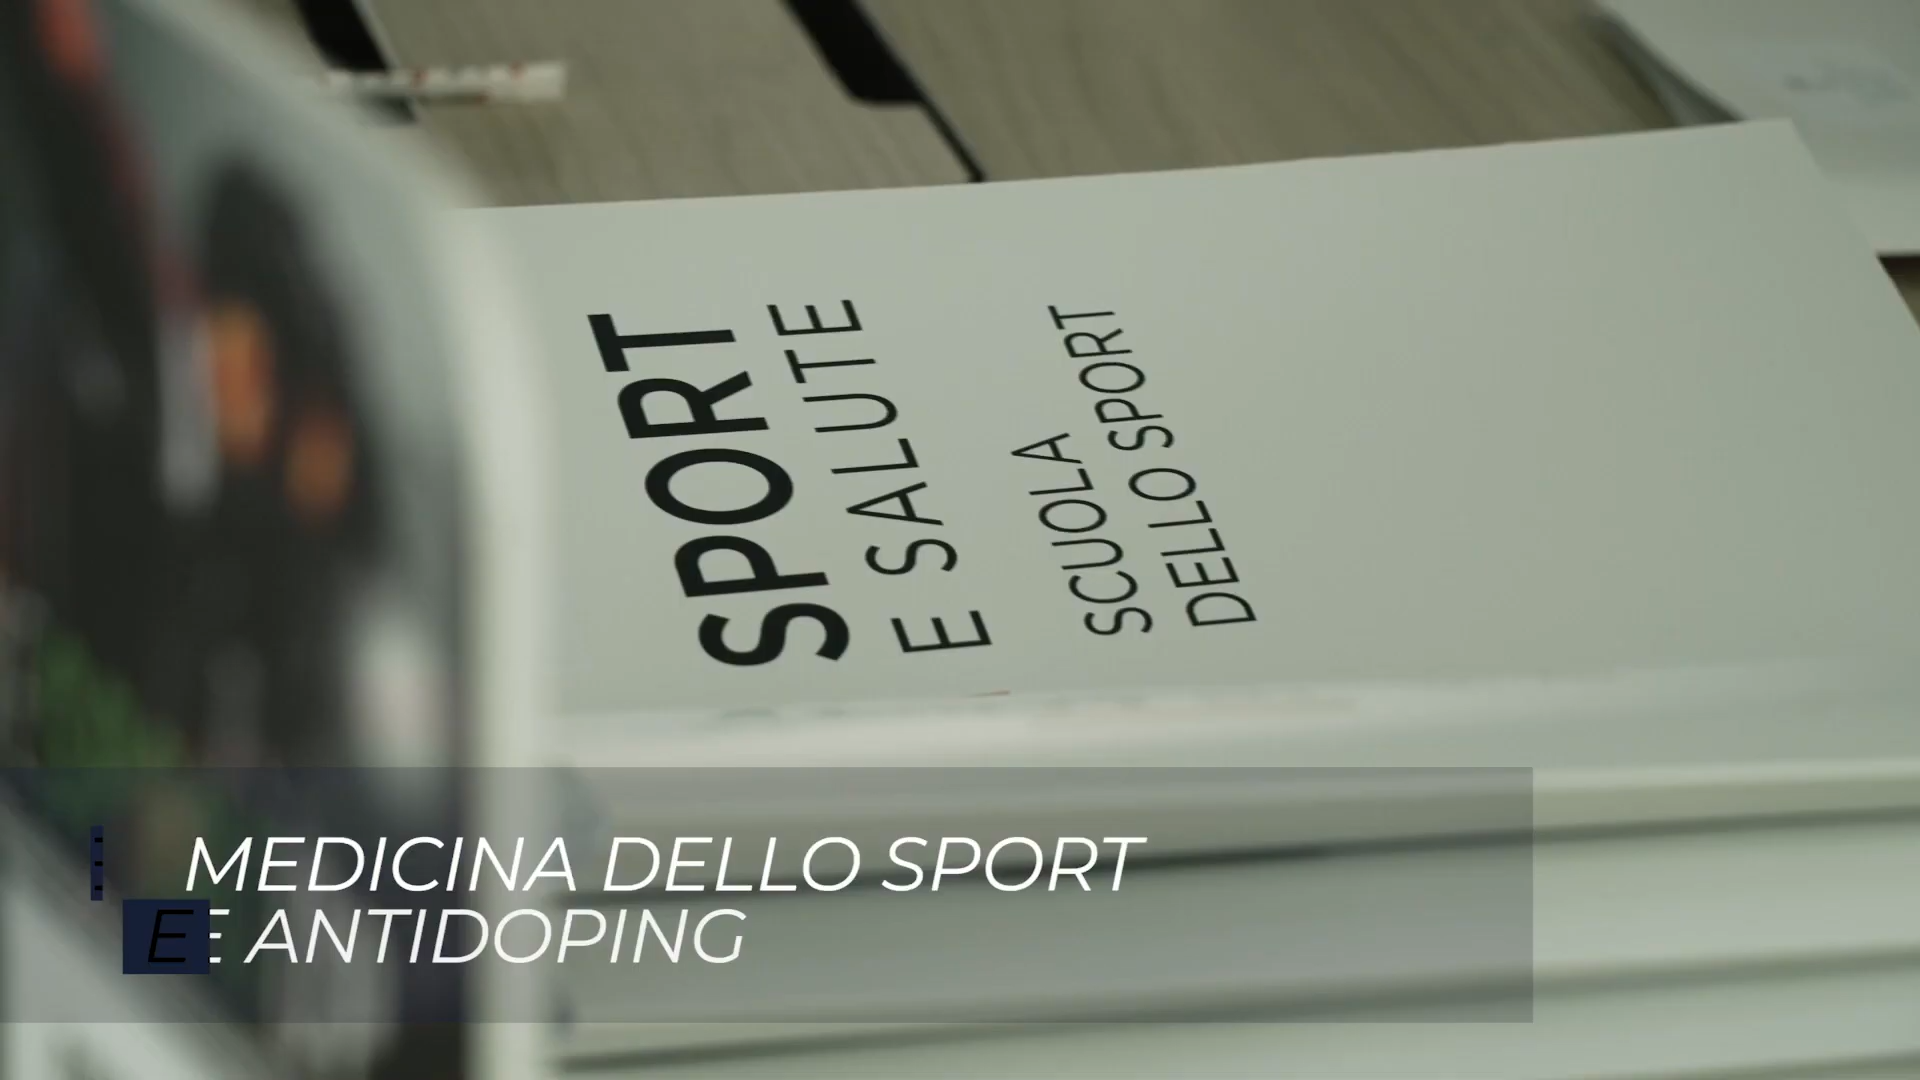 SPORT
E SALUTE
SCUOLA
DELLO SPORT
MEDICINA DELLO SPORT
E ANTIDOPING